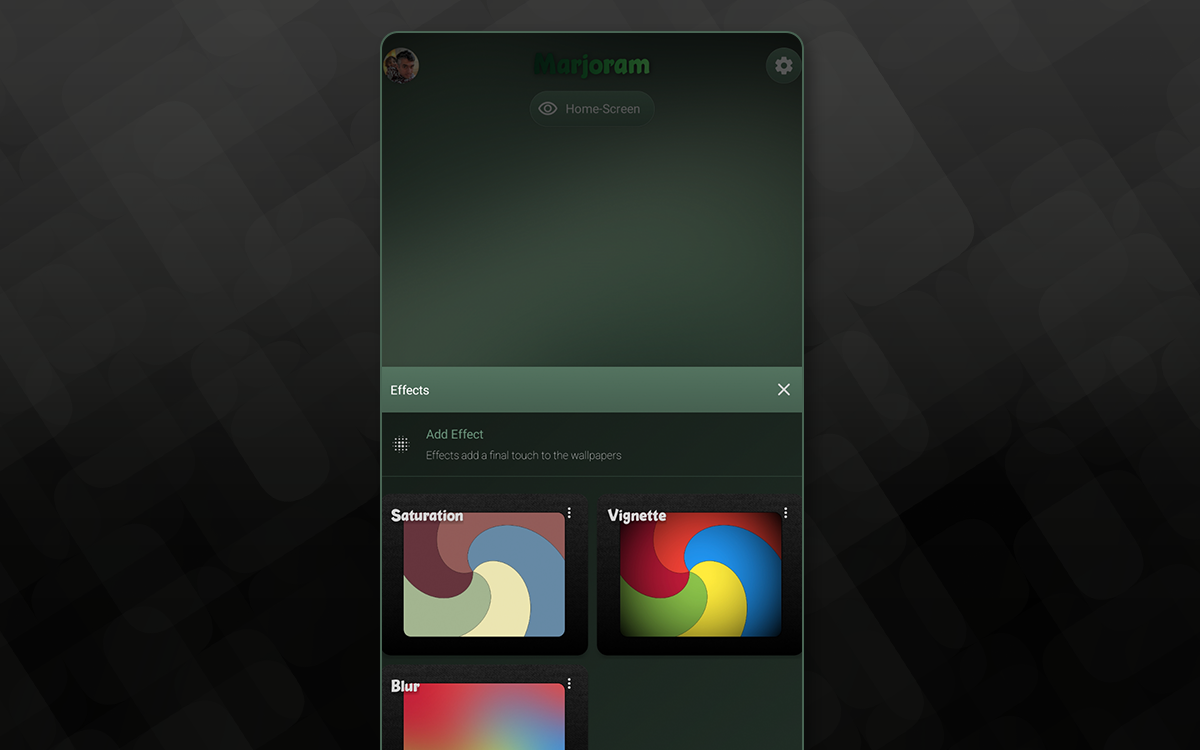 Marjoram
Home-Screen
Effects
Add Effect
Effects add a final touch to the wallpapers
Saturation
Vignette
Blur